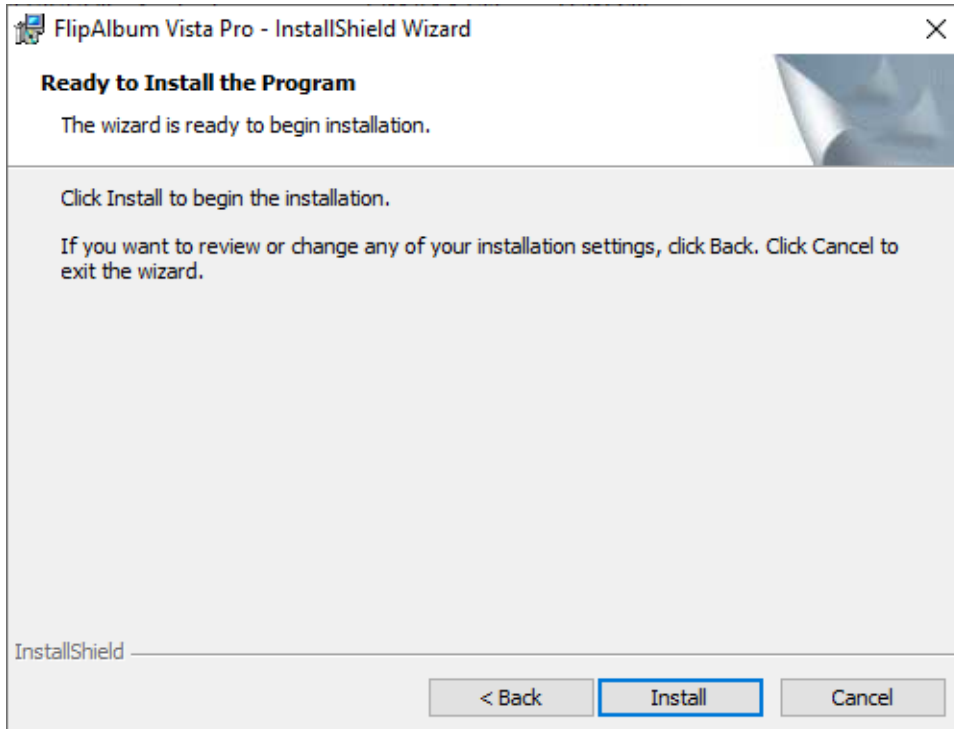 FlipAlbum Vista Pro - InstallShield Wizard
Ready to Install the Program
The wizard is ready to begin installation.
Click Install to begin the installation.
If you want to review or change any of your installation settings, click Back. Click Cancel to
exit the wizard.
InstallShield
< Back
Install
Cancel